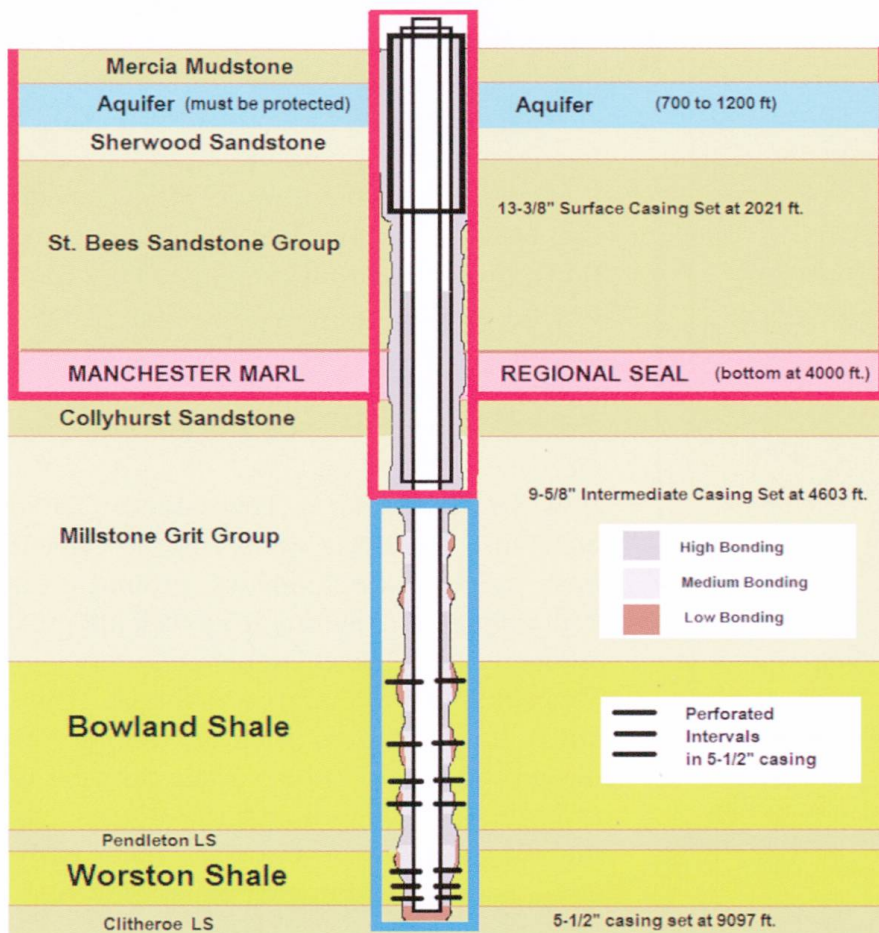 Mercia Mudstone
Aquifer (must be protected)
Aquifer (700 to 1200 ft)
Sherwood Sandstone
13-3/8" Surface Casing Set at 2021 ft.
St. Bees Sandstone Group
MANCHESTER MARL
REGIONAL SEAL (bottom at 4000 ft.)
Collyhurst Sandstone
9-5/8" Intermediate Casing Set at 4603 ft.
Millstone Grit Group
High Bonding
Medium Bonding
Low Bonding
Bowland Shale
Perforated
Intervals
in 5-1/2" casing
Pendleton LS
Worston Shale
Clitheroe LS
5-1/2" casing set at 9097 ft.